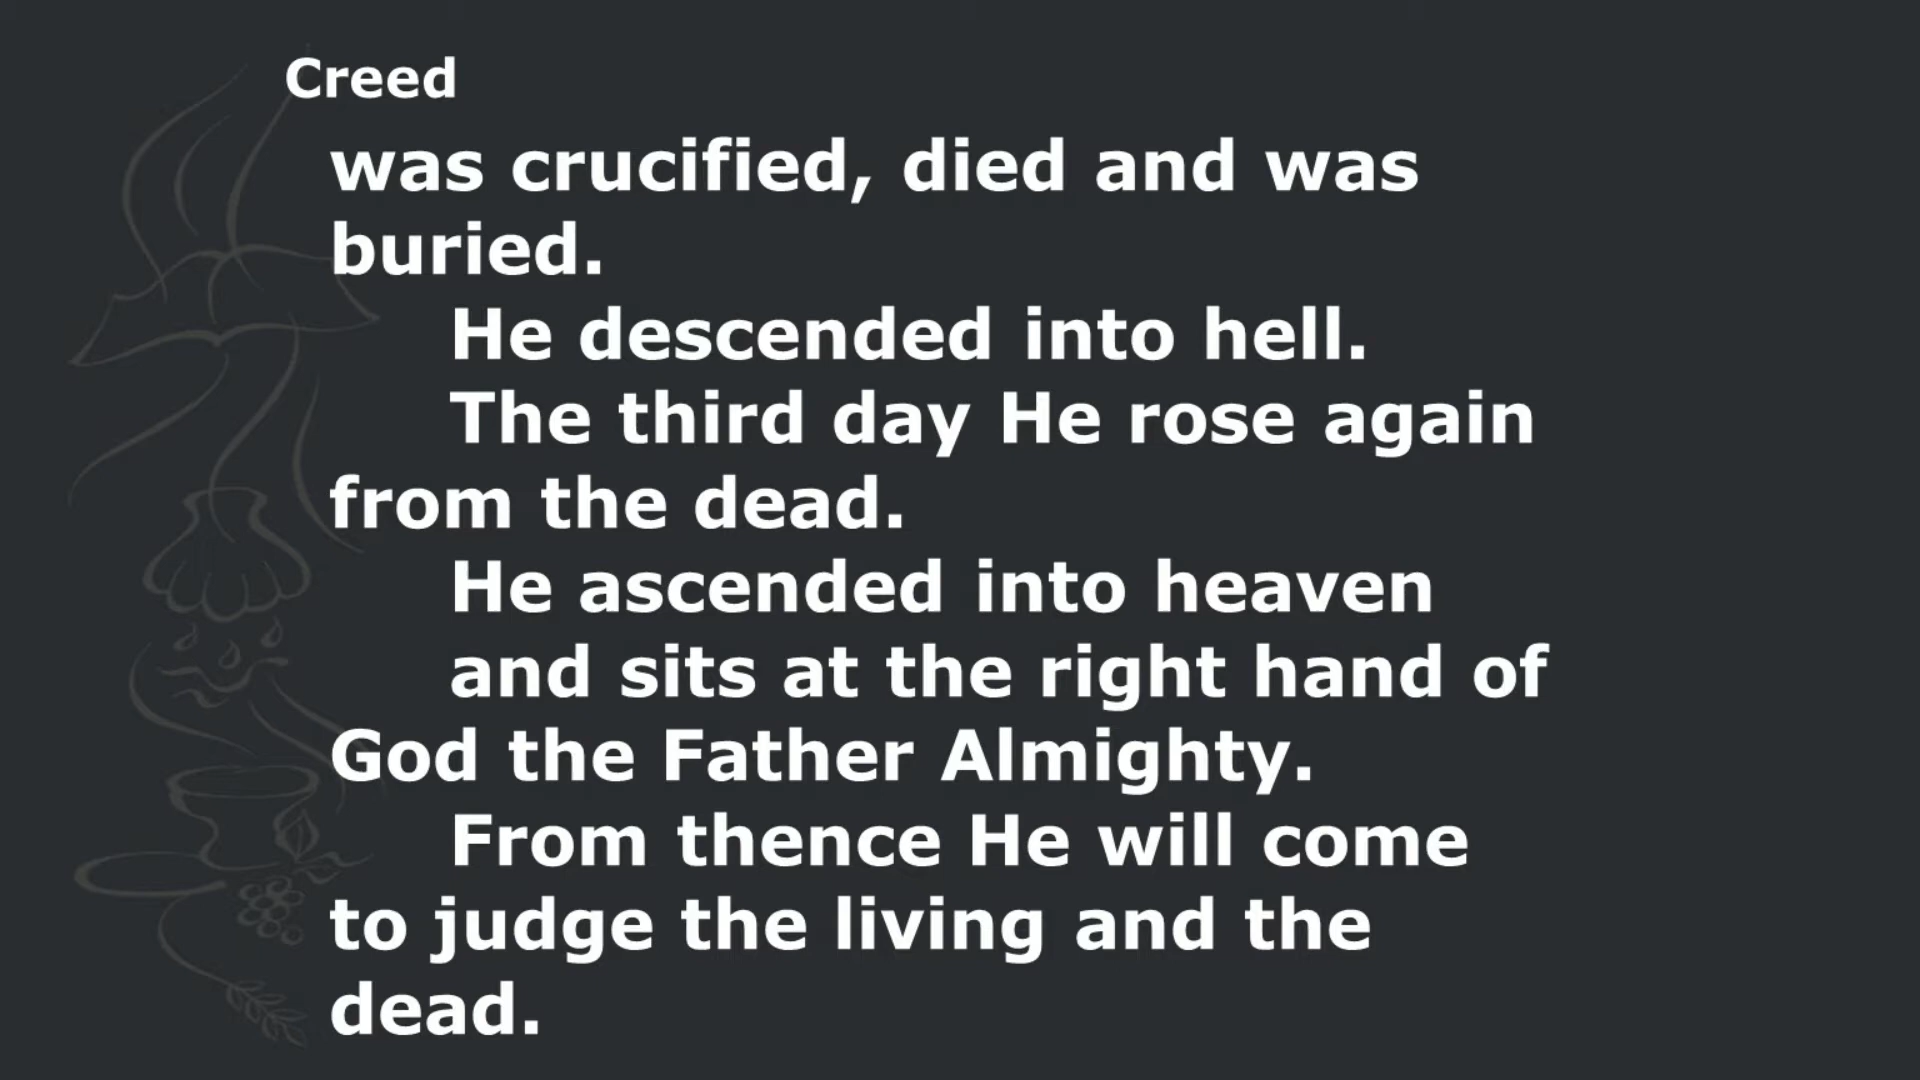 Creed
was crucified, died and was
buried.
He descended into hell.
The third day He rose again
from the dead.
He ascended into heaven
and sits at the right hand of
God the Father Almighty.
From thence He will come
to judge the living and the
dead.